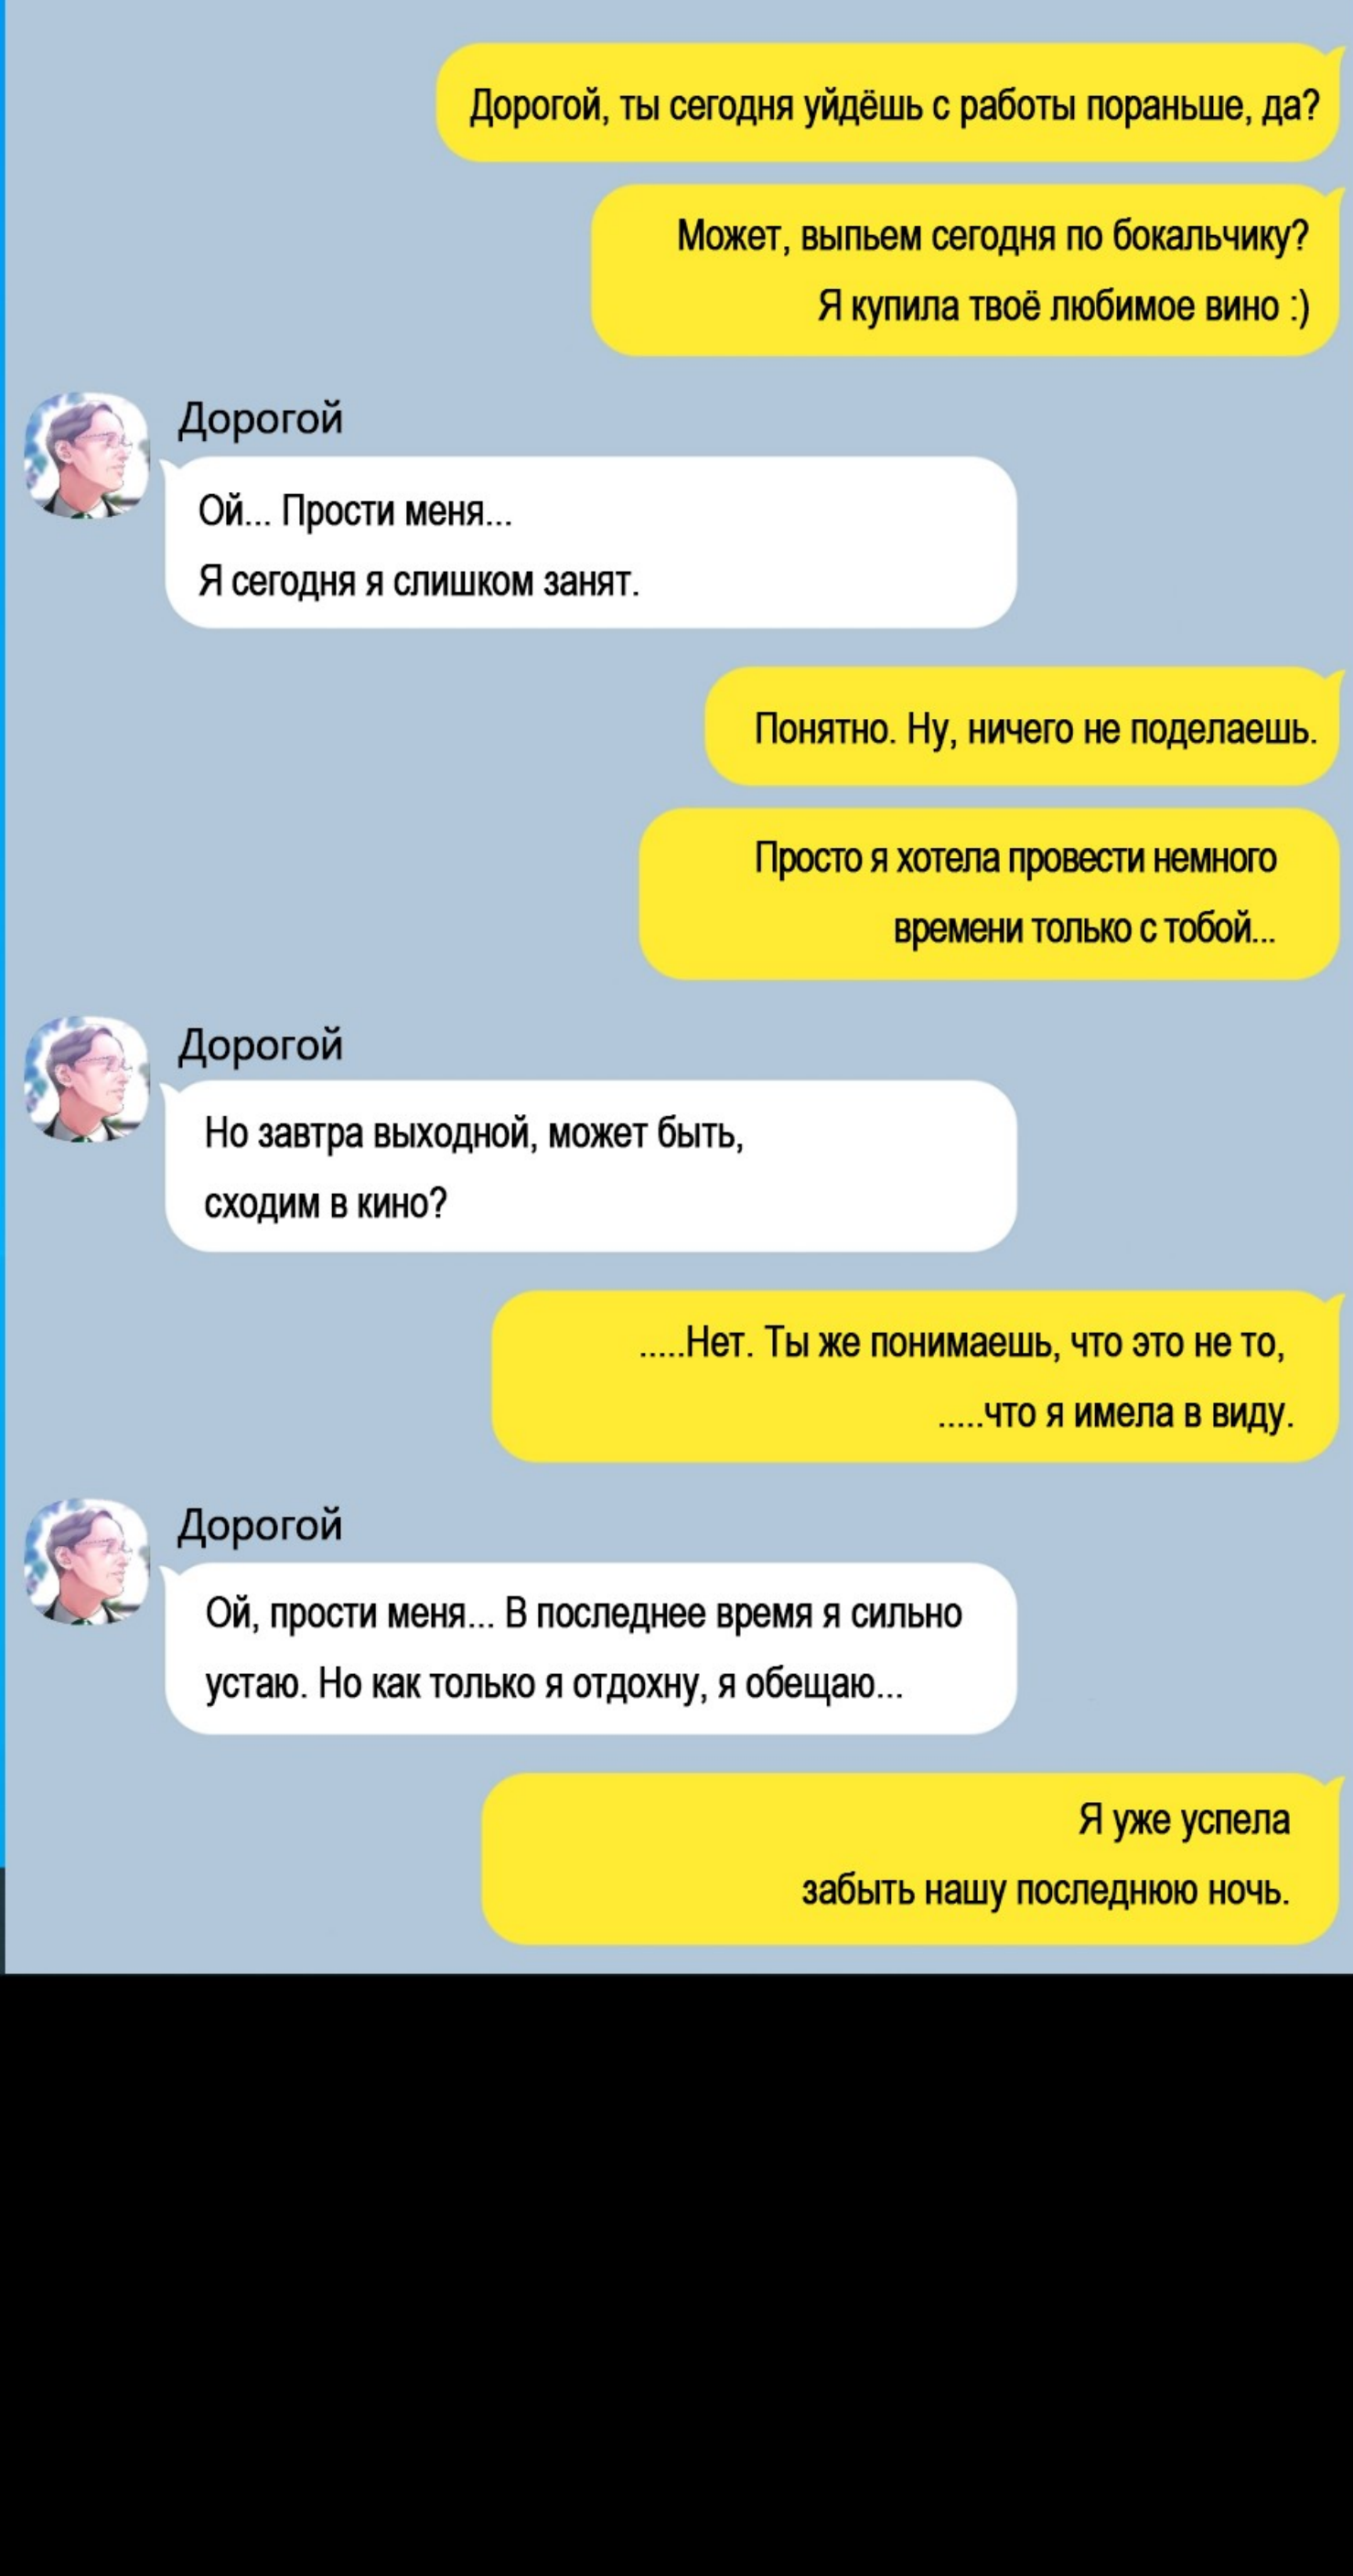 Дорогой, ты сегодня уйдёшь с работы пораньше, да?
Может, выпьем сегодня по бокальчику?
Я купила твоё любимое вино :)
Дорогой
Ой... Прости меня...
Я сегодня я слишком занят.
Понятно. Ну, ничего не поделаешь.
Просто я хотела провести немного
времени только с тобой...
Дорогой
Но завтра выходной, может быть,
сходим в кино?
.....Нет. Ты же понимаешь, что это не то,
.....что я имела в виду.
Дорогой
Ой, прости меня... В последнее время я сильно
устаю. Но как только я отдохну, я обещаю...
Я уже успела
забыть нашу последнюю ночь.